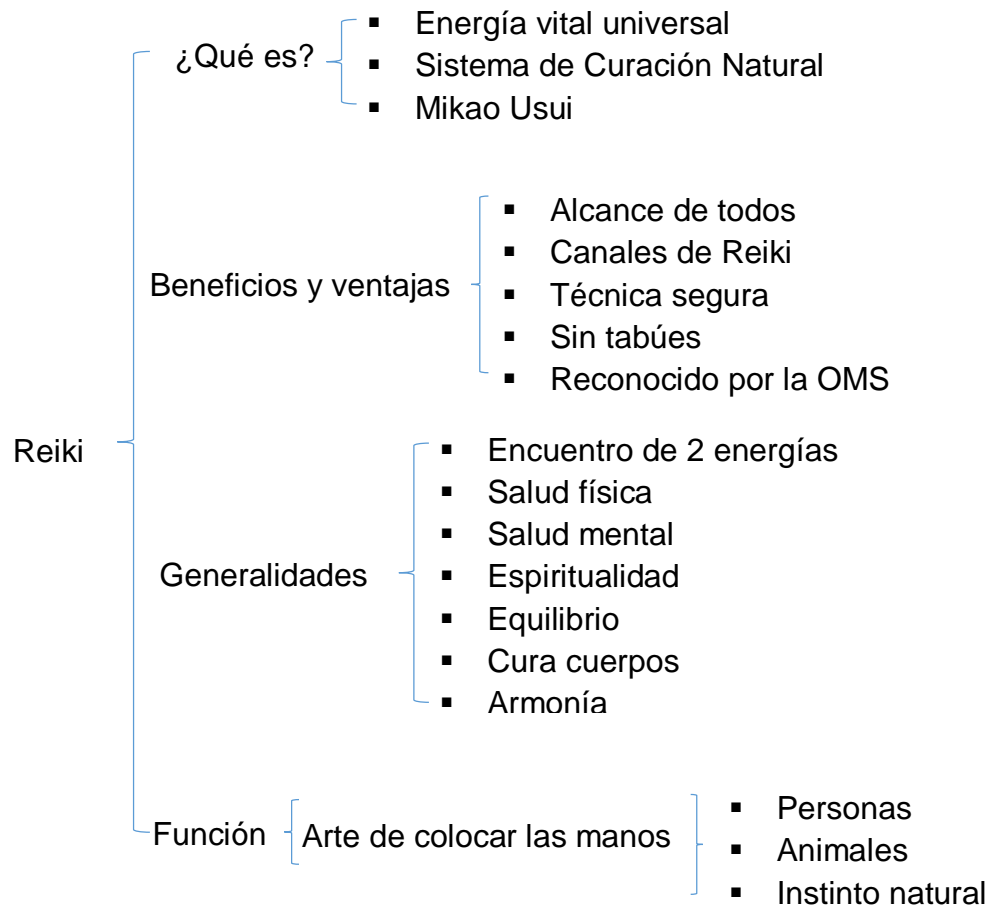 ¿Qué es?
▪ Energía vital universal
▪ Sistema de Curación Natural
▪ Mikao Usui
Beneficios y ventajas
▪ Alcance de todos
▪ Canales de Reiki
▪ Técnica segura
▪ Sin tabúes
▪ Reconocido por la OMS
Reiki
Generalidades
▪ Encuentro de 2 energías
▪ Salud física
▪ Salud mental
▪ Espiritualidad
▪ Equilibrio
▪ Cura cuerpos
▪ Armonía
Función
Arte de colocar las manos
▪ Personas
▪ Animales
▪ Instinto natural